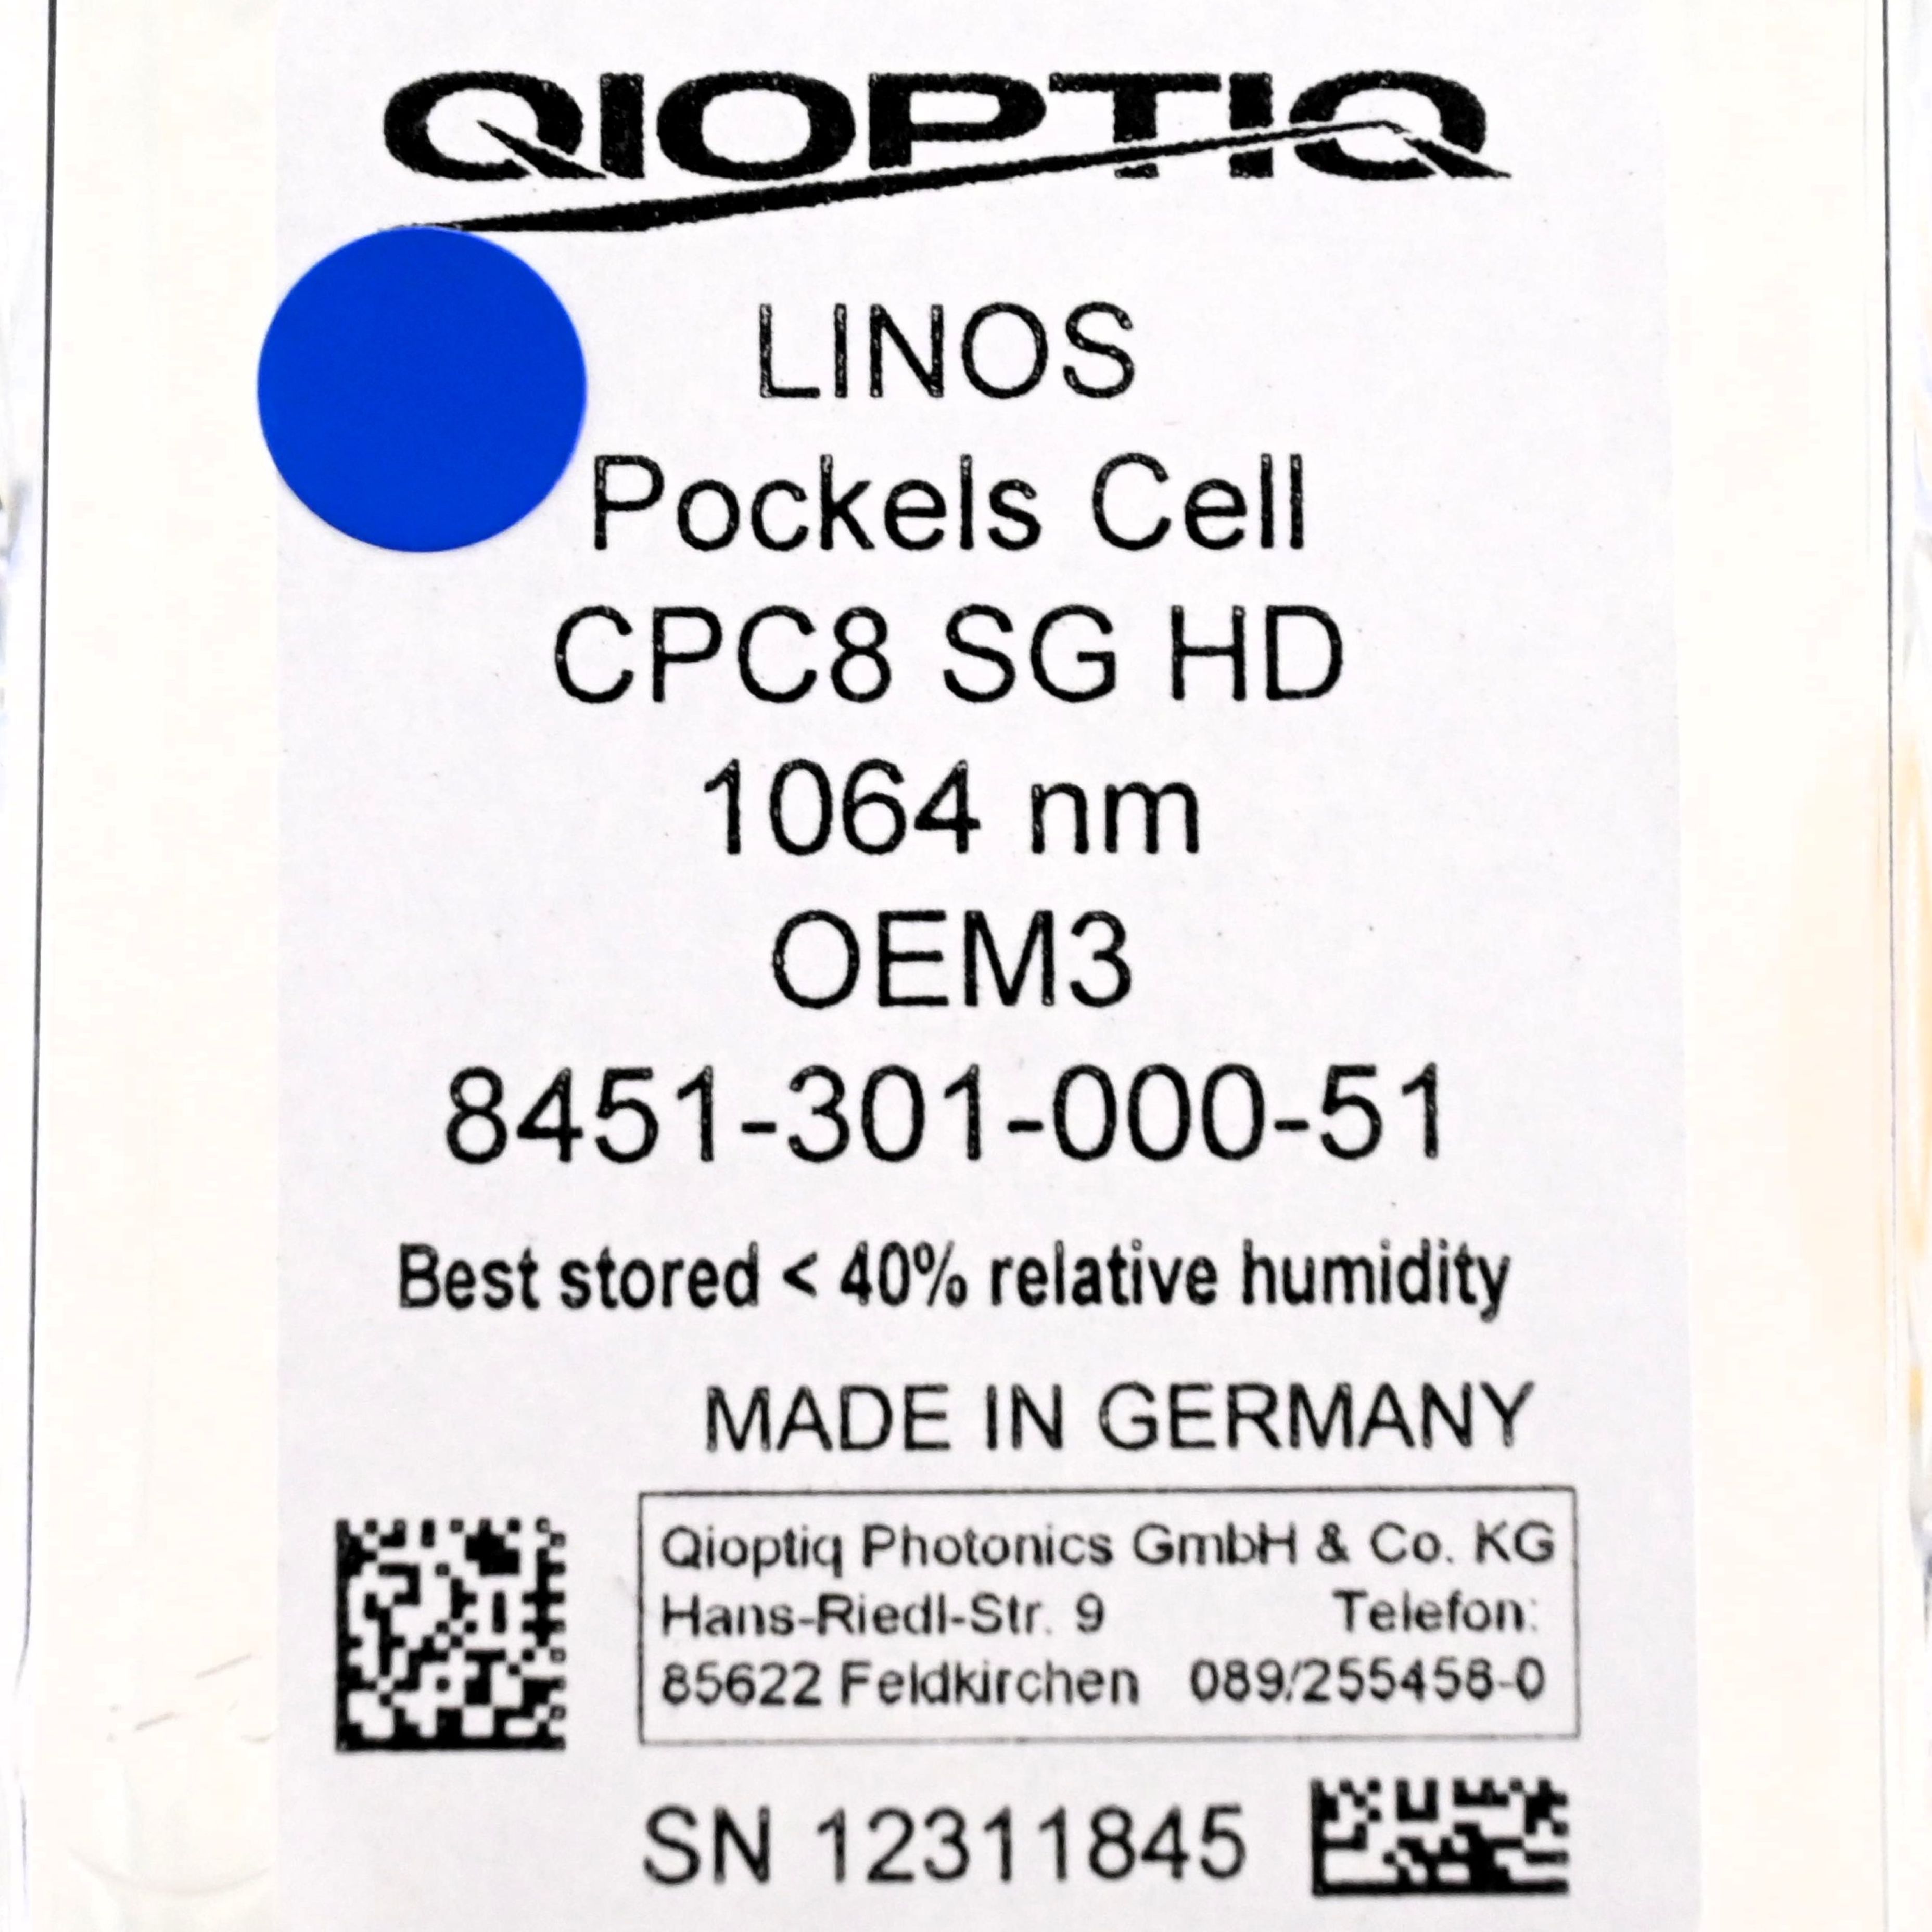 QIOPTIQ
LINOS
Pockels Cell
CPC8 SG HD
1064 nm
OEM3
8451-301-000-51
Best stored < 40% relative humidity
MADE IN GERMANY
Qioptiq Photonics GmbH & Co. KG
Hans-Riedl-Str. 9 Telefon:
85622 Feldkirchen 089/255458-0
SN 12311845